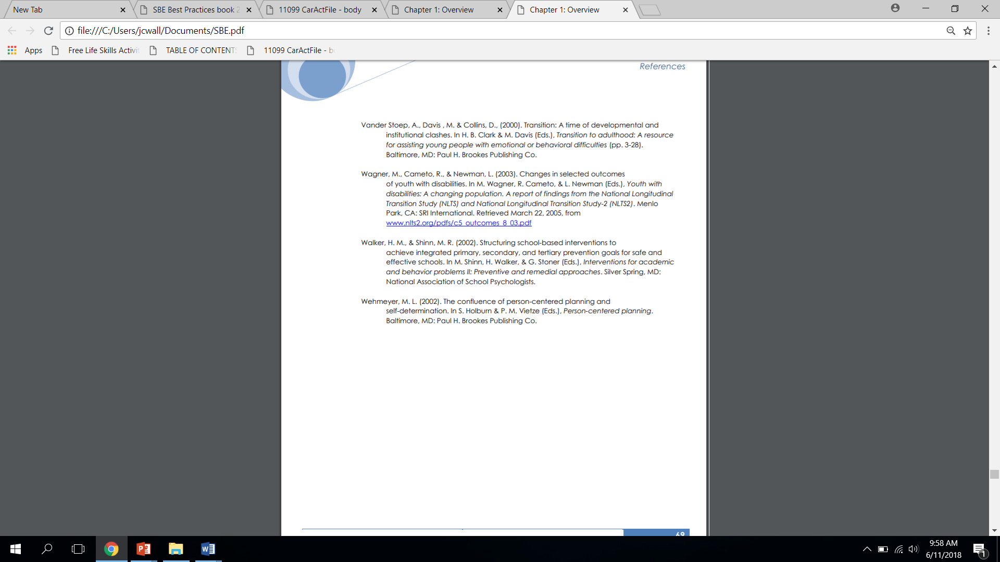 New Tab
SBE Best Practices book 2
11099 CarActFile - body
Chapter 1: Overview
Chapter 1: Overview
file:///C:/Users/jcwall/Documents/SBE.pdf
Apps
Free Life Skills Activit
TABLE OF CONTENTS
11099 CarActFile - b
References
Vander Stoep, A., Davis , M. & Collins, D., (2000). Transition: A time of developmental and
institutional clashes. In H. B. Clark & M. Davis (Eds.), Transition to adulthood: A resource
for assisting young people with emotional or behavioral difficulties (pp. 3-28).
Baltimore, MD: Paul H. Brookes Publishing Co.
Wagner, M., Cameto, R., & Newman, L. (2003). Changes in selected outcomes
of youth with disabilities. In M. Wagner, R. Cameto, & L. Newman (Eds.), Youth with
disabilities: A changing population. A report of findings from the National Longitudinal
Transition Study (NLTS) and National Longitudinal Transition Study-2 (NLTS2). Menlo
Park, CA: SRI International. Retrieved March 22, 2005, from
www.nlts2.org/pdfs/c5_outcomes_8_03.pdf
Walker, H. M., & Shinn, M. R. (2002). Structuring school-based interventions to
achieve integrated primary, secondary, and tertiary prevention goals for safe and
effective schools. In M. Shinn, H. Walker, & G. Stoner (Eds.), Interventions for academic
and behavior problems II: Preventive and remedial approaches. Silver Spring, MD:
National Association of School Psychologists.
Wehmeyer, M. L. (2002). The confluence of person-centered planning and
self-determination. In S. Holburn & P. M. Vietze (Eds.), Person-centered planning.
Baltimore, MD: Paul H. Brookes Publishing Co.
9:58 AM
6/11/2018
1